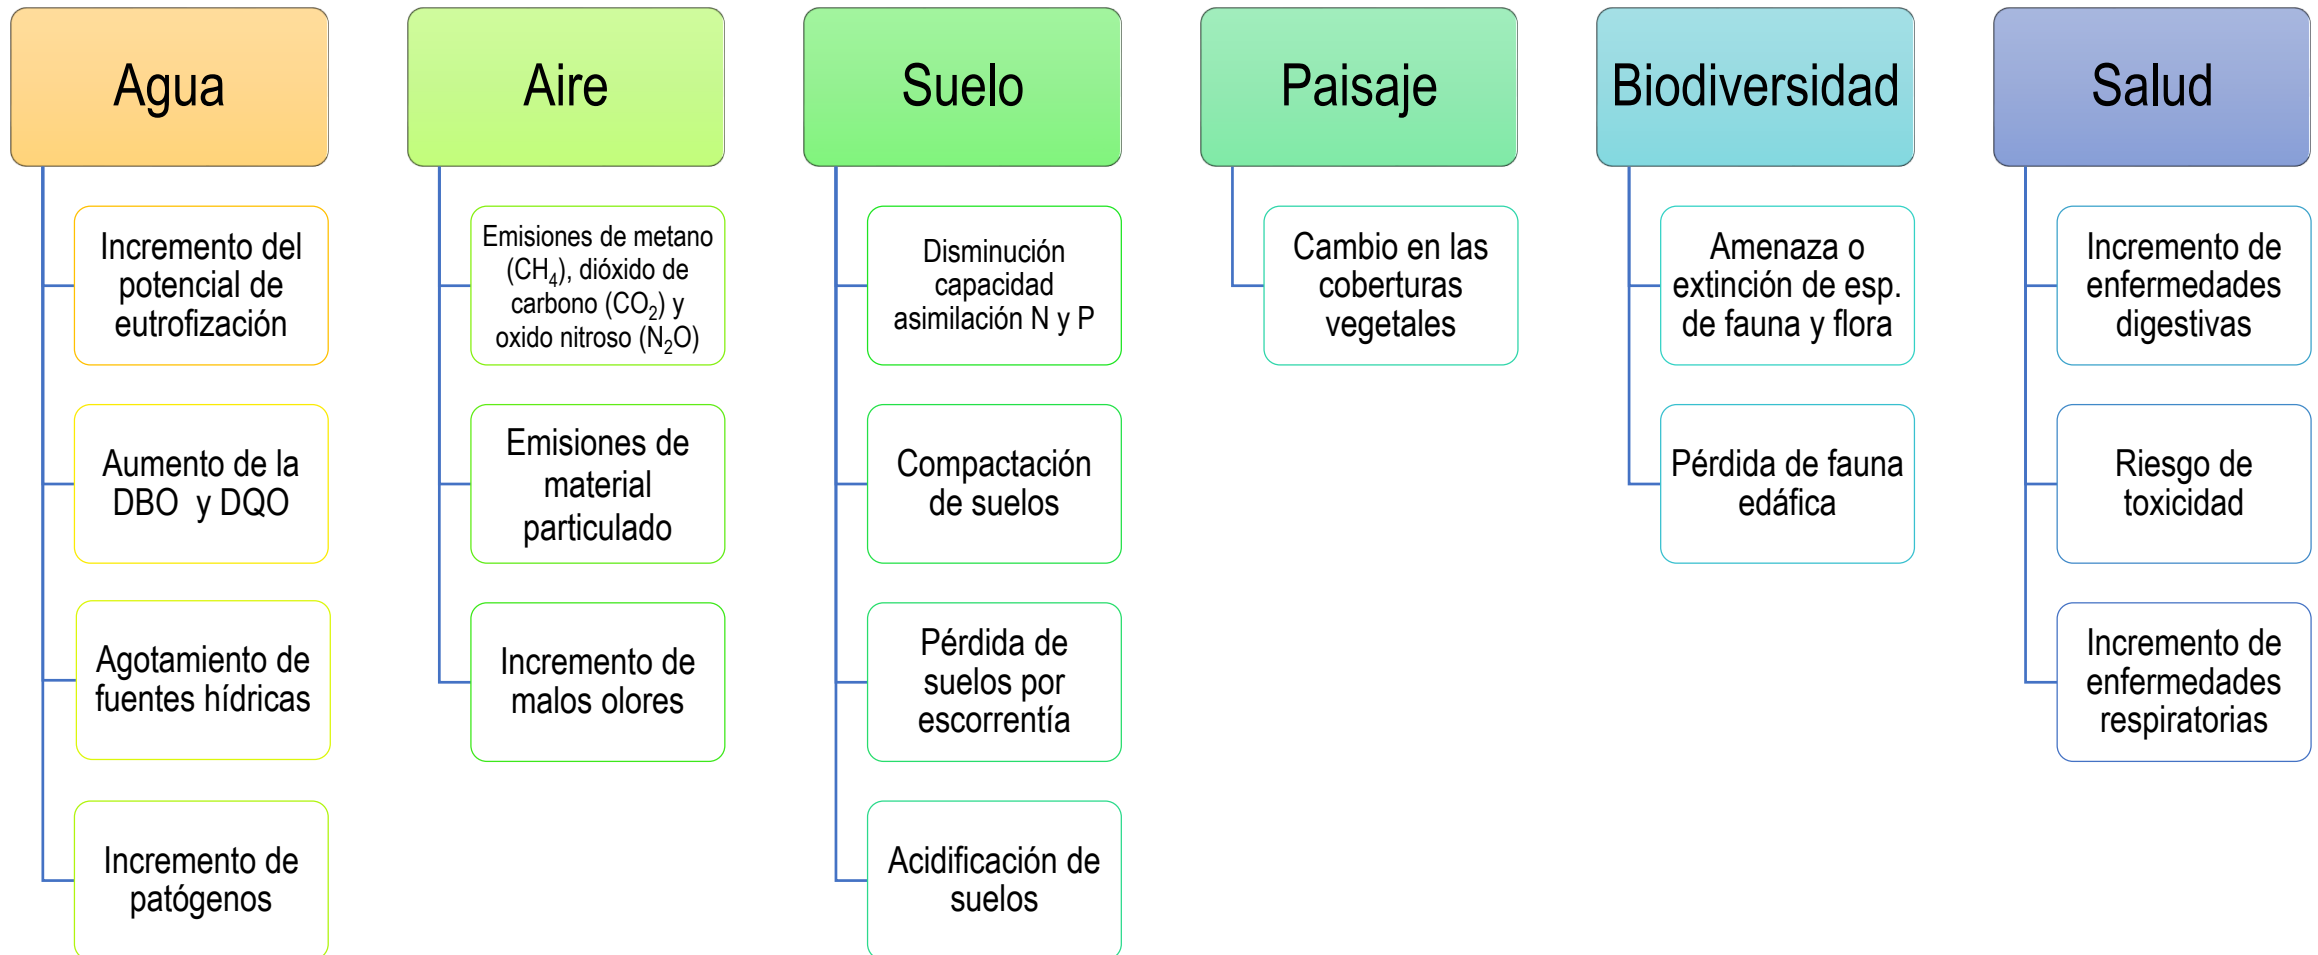 Agua
Incremento del
potencial de
eutrofización
Aumento de la
DBO  y DQO
Agotamiento de
fuentes hídricas
Incremento de
patógenos
Aire
Emisiones de metano
(CH₄), dióxido de
carbono (CO₂) y
oxido nitroso (N₂O)
Emisiones de
material
particulado
Incremento de
malos olores
Suelo
Disminución
capacidad
asimilación N y P
Compactación
de suelos
Pérdida de
suelos por
escorrentía
Acidificación de
suelos
Paisaje
Cambio en las
coberturas
vegetales
Biodiversidad
Amenaza o
extinción de esp.
de fauna y flora
Pérdida de fauna
edáfica
Salud
Incremento de
enfermedades
digestivas
Riesgo de
toxicidad
Incremento de
enfermedades
respiratorias